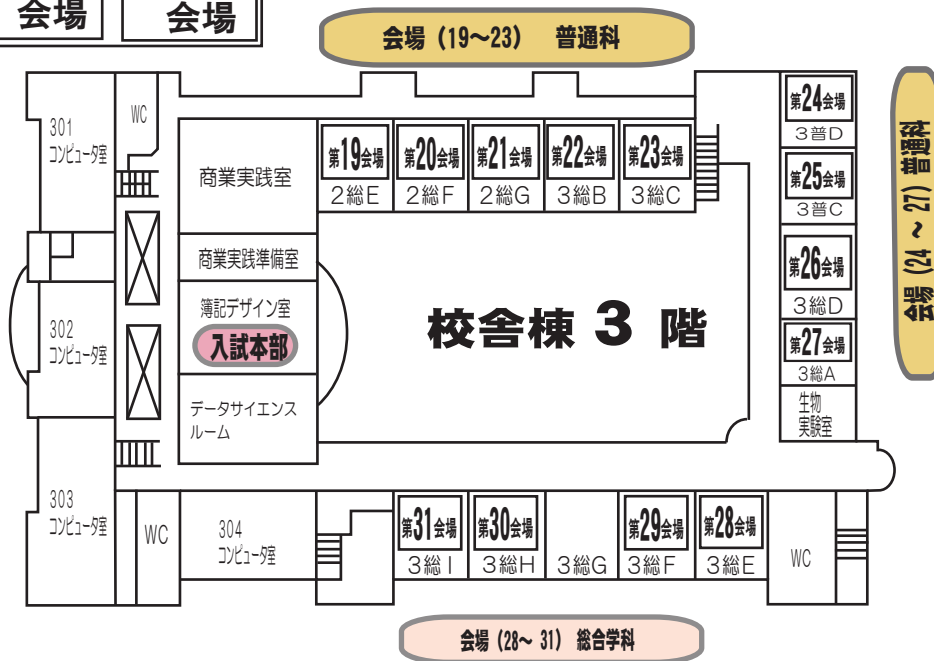 会場
会場
会場（19～23） 普通科
301
コンピュータ室
WC
商業実践室
第19会場
2総E
第20会場
2総F
第21会場
2総G
第22会場
3総B
第23会場
3総C
第24会場
3普D
第25会場
3普C
第26会場
3総D
第27会場
3総A
生物
実験室
会場（24～27）普通科
商業実践準備室
簿記デザイン室
入試本部
校舎棟 3 階
302
コンピュータ室
データサイエンス
ルーム
303
コンピュータ室
WC
304
コンピュータ室
第31会場
3総I
第30会場
3総H
3総G
第29会場
3総F
第28会場
3総E
WC
会場（28～31） 総合学科